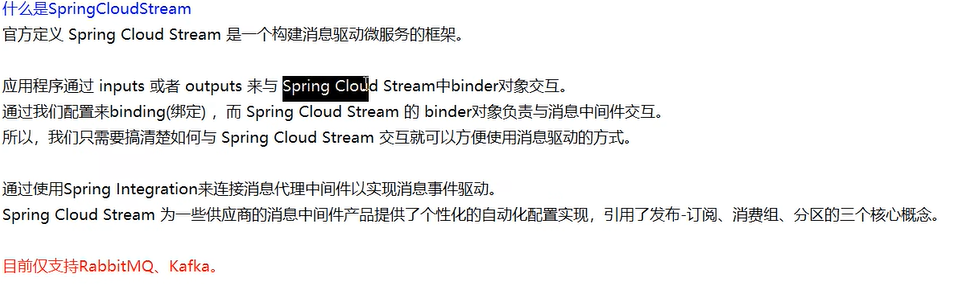 什么是SpringCloudStream
官方定义 Spring Cloud Stream 是一个构建消息驱动微服务的框架。
应用程序通过 inputs 或者 outputs 来与 Spring Cloud Stream中binder对象交互。
通过我们配置来binding(绑定) ，而 Spring Cloud Stream 的 binder对象负责与消息中间件交互。
所以，我们只需要搞清楚如何与 Spring Cloud Stream 交互就可以方便使用消息驱动的方式。
通过使用Spring Integration来连接消息代理中间件以实现消息事件驱动。
Spring Cloud Stream 为一些供应商的消息中间件产品提供了个性化的自动化配置实现，引用了发布-订阅、消费组、分区的三个核心概念。
目前仅支持RabbitMQ、Kafka。